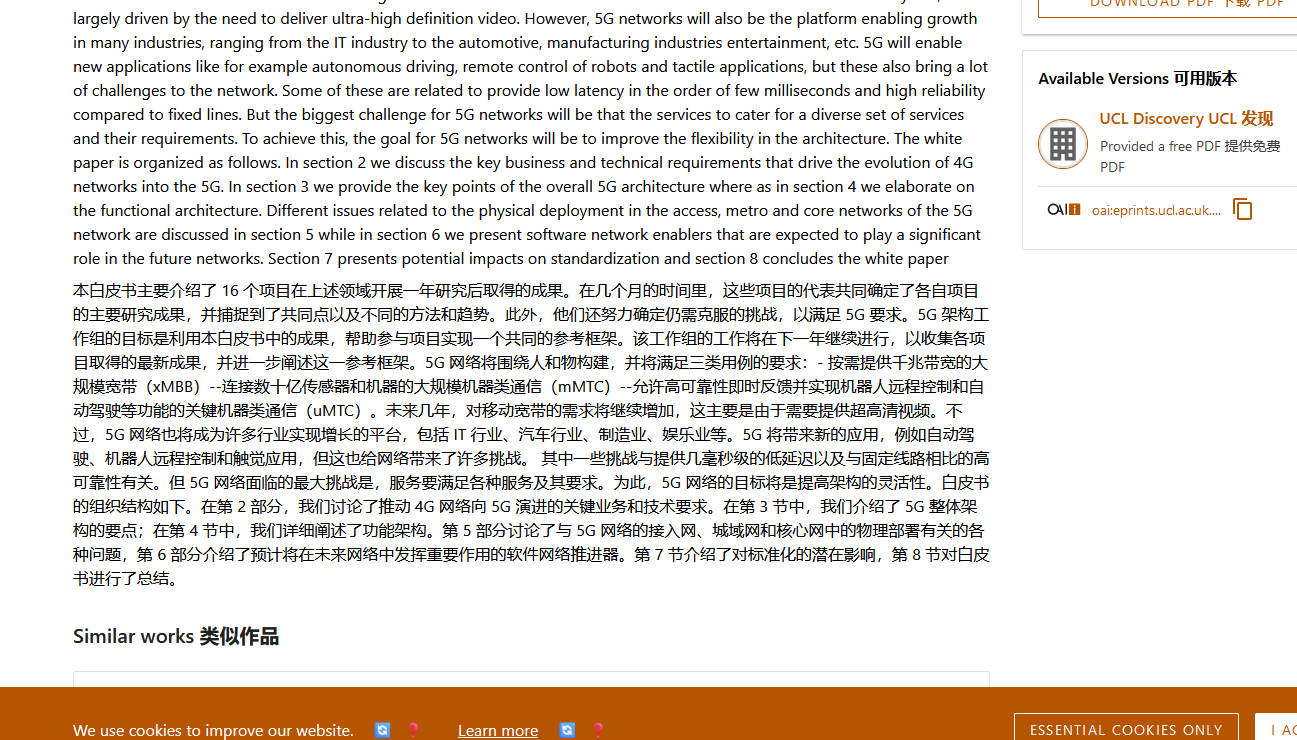 largely driven by the need to deliver ultra-high definition video. However, 5G networks will also be the platform enabling growth
in many industries, ranging from the IT industry to the automotive, manufacturing industries entertainment, etc. 5G will enable
new applications like for example autonomous driving, remote control of robots and tactile applications, but these also bring a lot
of challenges to the network. Some of these are related to provide low latency in the order of few milliseconds and high reliability
compared to fixed lines. But the biggest challenge for 5G networks will be that the services to cater for a diverse set of services
and their requirements. To achieve this, the goal for 5G networks will be to improve the flexibility in the architecture. The white
paper is organized as follows. In section 2 we discuss the key business and technical requirements that drive the evolution of 4G
networks into the 5G. In section 3 we provide the key points of the overall 5G architecture where as in section 4 we elaborate on
the functional architecture. Different issues related to the physical deployment in the access, metro and core networks of the 5G
network are discussed in section 5 while in section 6 we present software network enablers that are expected to play a significant
role in the future networks. Section 7 presents potential impacts on standardization and section 8 concludes the white paper
本白皮书主要介绍了 16 个项目在上述领域开展一年研究后取得的成果。在几个月的时间里，这些项目的代表共同确定了各自项目
的主要研究成果，并捕捉到了共同点以及不同的方法和趋势。此外，他们还努力确定仍需克服的挑战，以满足 5G 要求。5G 架构工
作组的目标是利用本白皮书中的成果，帮助参与项目实现一个共同的参考框架。该工作组的工作将在下一年继续进行，以收集各项
目取得的最新成果，并进一步阐述这一参考框架。5G 网络将围绕人和物构建，并将满足三类用例的要求：- 按需提供千兆带宽的大
规模宽带（xMBB）--连接数十亿传感器和机器的大规模机器类通信（mMTC）--允许高可靠性即时反馈并实现机器人远程控制和自
动驾驶等功能的关键机器类通信（uMTC）。未来几年，对移动宽带的需求将继续增加，这主要是由于需要提供超高清视频。不
过，5G 网络也将成为许多行业实现增长的平台，包括 IT 行业、汽车行业、制造业、娱乐业等。5G 将带来新的应用，例如自动驾
驶、机器人远程控制和触觉应用，但这也给网络带来了许多挑战。 其中一些挑战与提供几毫秒级的低延迟以及与固定线路相比的高
可靠性有关。但 5G 网络面临的最大挑战是，服务要满足各种服务及其要求。为此，5G 网络的目标将是提高架构的灵活性。白皮书
的组织结构如下。在第 2 部分，我们讨论了推动 4G 网络向 5G 演进的关键业务和技术要求。在第 3 节中，我们介绍了 5G 整体架
构的要点；在第 4 节中，我们详细阐述了功能架构。第 5 部分讨论了与 5G 网络的接入网、城域网和核心网中的物理部署有关的各
种问题，第 6 部分介绍了预计将在未来网络中发挥重要作用的软件网络推进器。第 7 节介绍了对标准化的潜在影响，第 8 节对白皮
书进行了总结。
Similar works 类似作品
DOWNLOAD PDF 下载 PDF
Available Versions 可用版本
UCL Discovery UCL 发现
Provided a free PDF 提供免费
PDF
OAI oai:eprints.ucl.ac.uk....
We use cookies to improve our website. Learn more
ESSENTIAL COOKIES ONLY